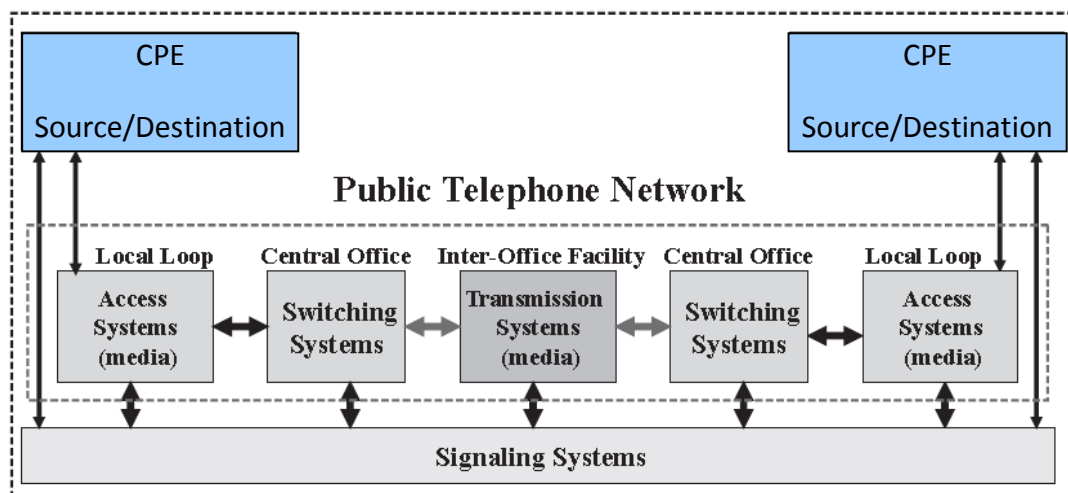 CPE
Source/Destination
CPE
Source/Destination
Public Telephone Network
Local Loop
Central Office
Inter-Office Facility
Central Office
Local Loop
Access
Systems
(media)
Switching
Systems
Transmission
Systems
(media)
Switching
Systems
Access
Systems
(media)
Signaling Systems